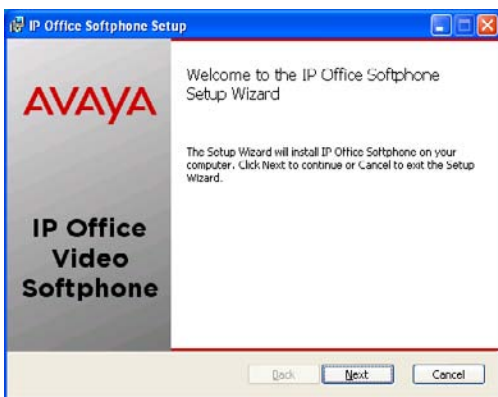 IP Office Softphone Setup
AVAYA
IP Office
Video
Softphone
Welcome to the IP Office Softphone
Setup Wizard
The Setup Wizard will install IP Office Softphone on your
computer. Click Next to continue or Cancel to exit the Setup
Wizard.
Back Next Cancel